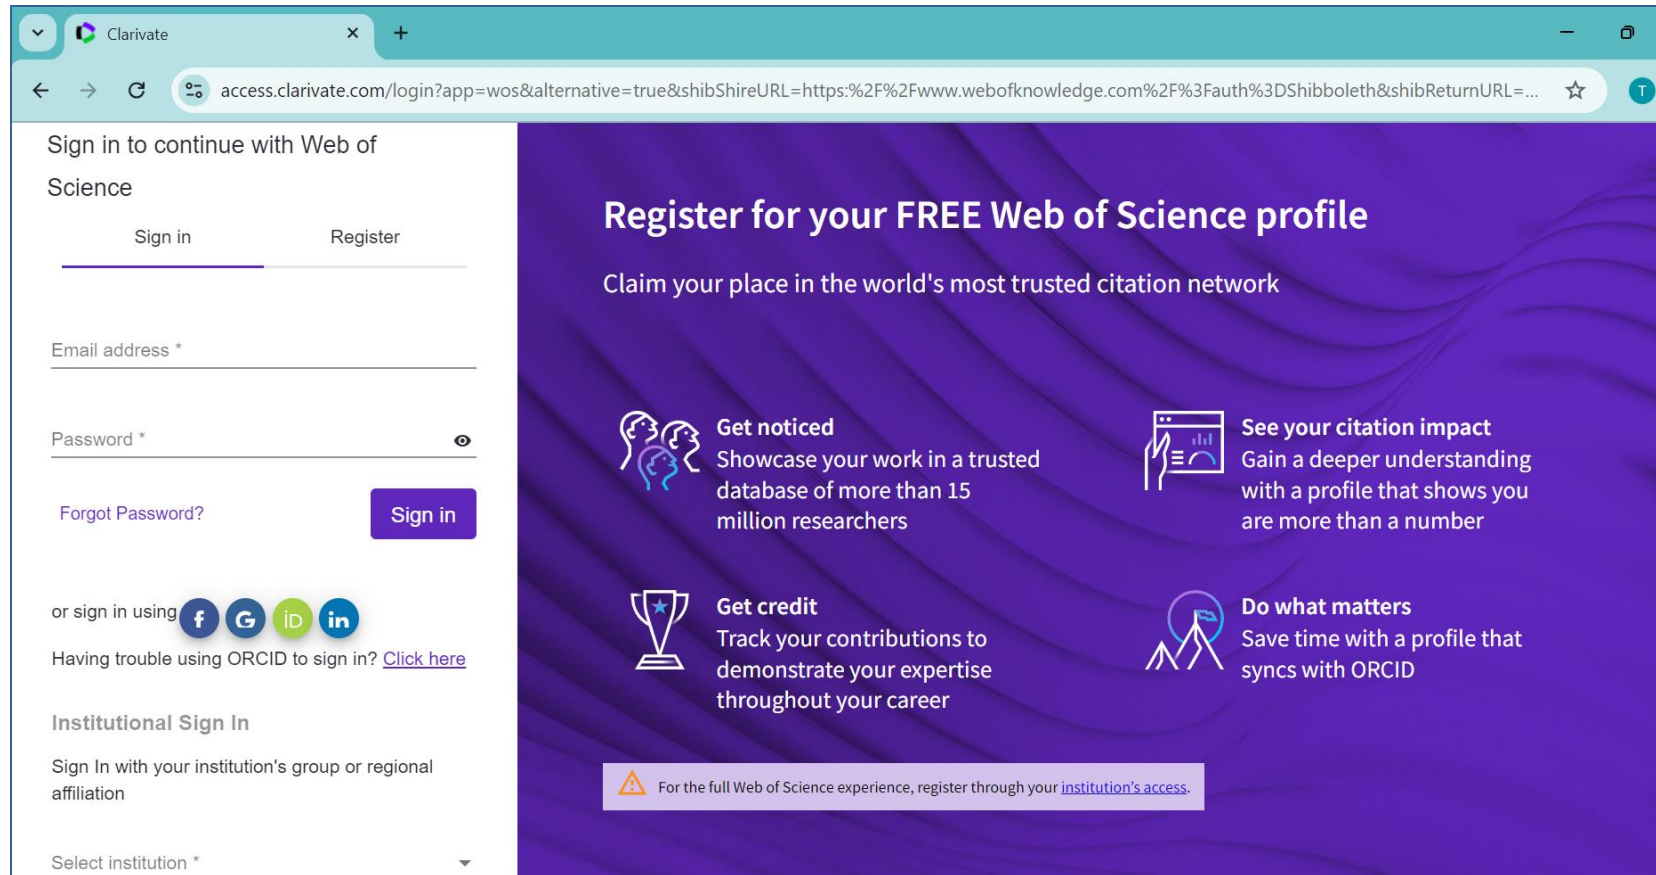 Clarivate
access.clarivate.com/login?app=wos&alternative=true&shibShireURL=https:%2F%2Fwww.webofknowledge.com%2F%3Fauth%3DShibboleth&shibReturnURL=...
T
Sign in to continue with Web of
Science
Sign in
Register
Email address *
Password *
Forgot Password?
Sign in
or sign in using f G iD in
Having trouble using ORCID to sign in? Click here
Institutional Sign In
Sign In with your institution's group or regional
affiliation
Select institution *
Register for your FREE Web of Science profile
Claim your place in the world's most trusted citation network
Get noticed
Showcase your work in a trusted
database of more than 15
million researchers
See your citation impact
Gain a deeper understanding
with a profile that shows you
are more than a number
Get credit
Track your contributions to
demonstrate your expertise
throughout your career
Do what matters
Save time with a profile that
syncs with ORCID
For the full Web of Science experience, register through your institution's access.